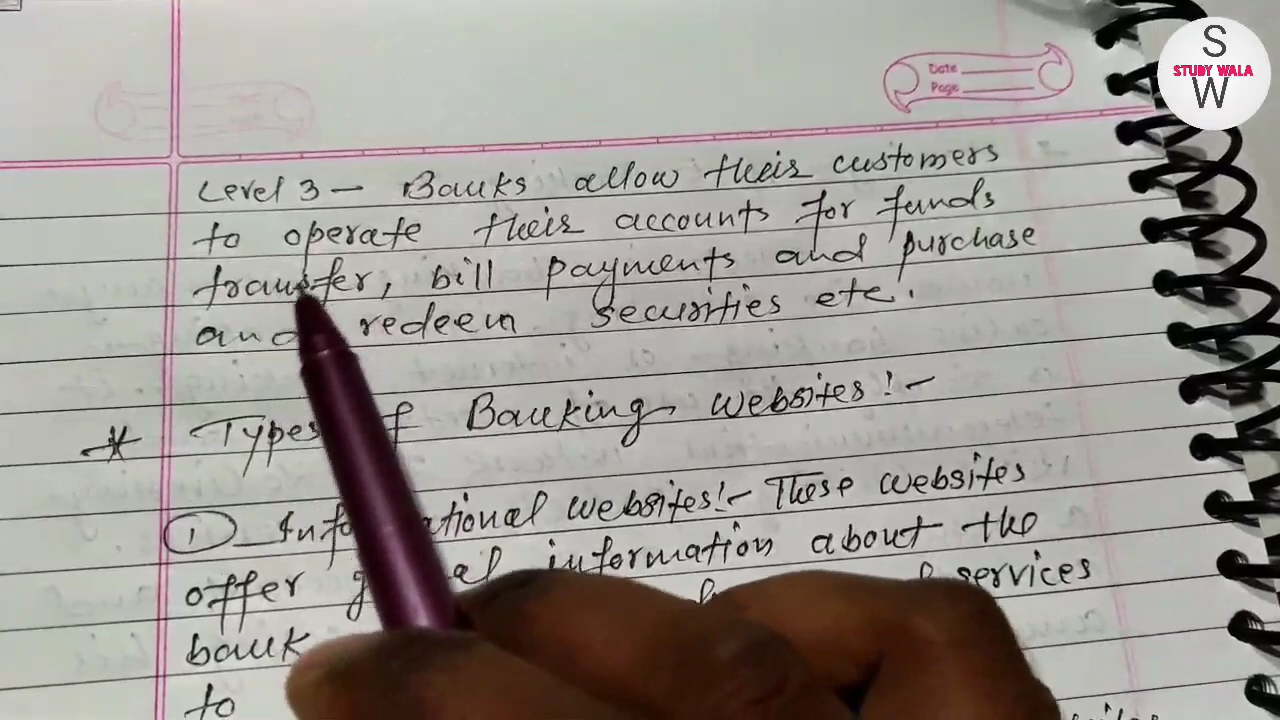 S
STUDY WALA
W
Date
Page
Level 3 - Banks allow their customers
to operate their accounts for funds
transfer, bill payments and purchase
and redeem securities etc.
* Types of Banking websites :-
① Informational websites :- These websites
offer general information about the
bank services
to